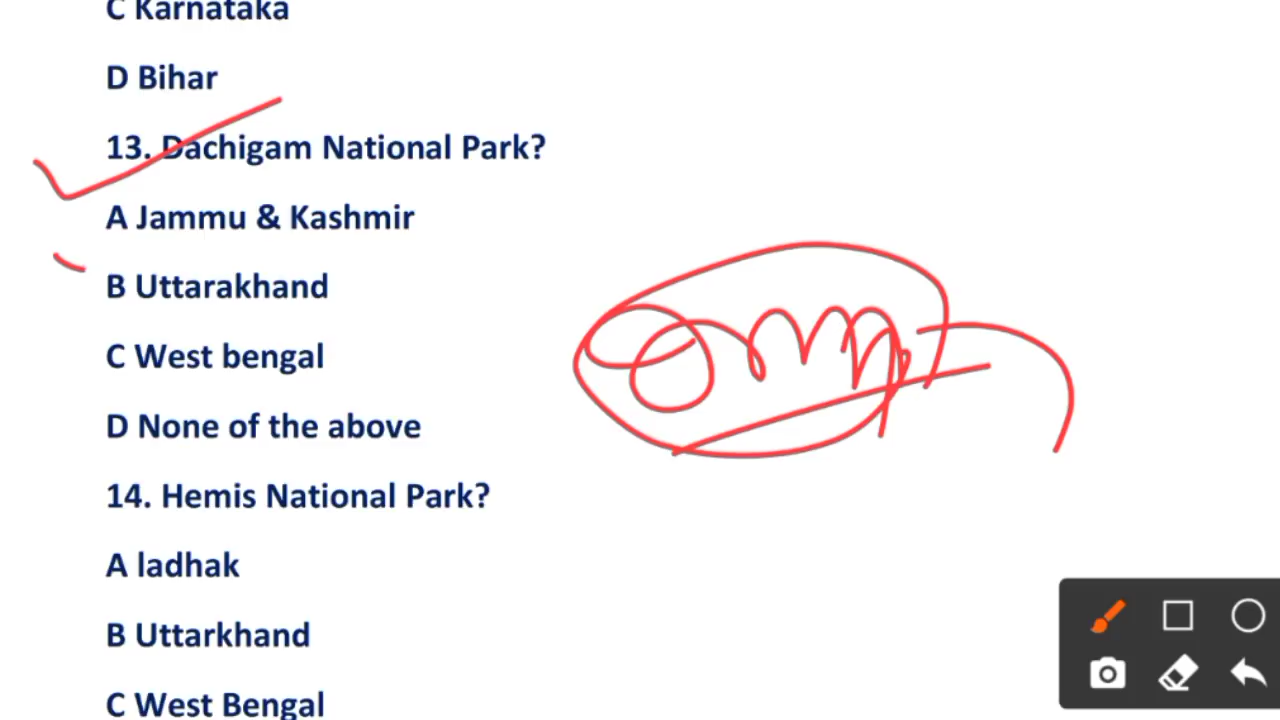 C Karnataka
D Bihar
13. Dachigam National Park?
A Jammu & Kashmir
B Uttarakhand
C West bengal
D None of the above
14. Hemis National Park?
A ladhak
B Uttarkhand
C West Bengal